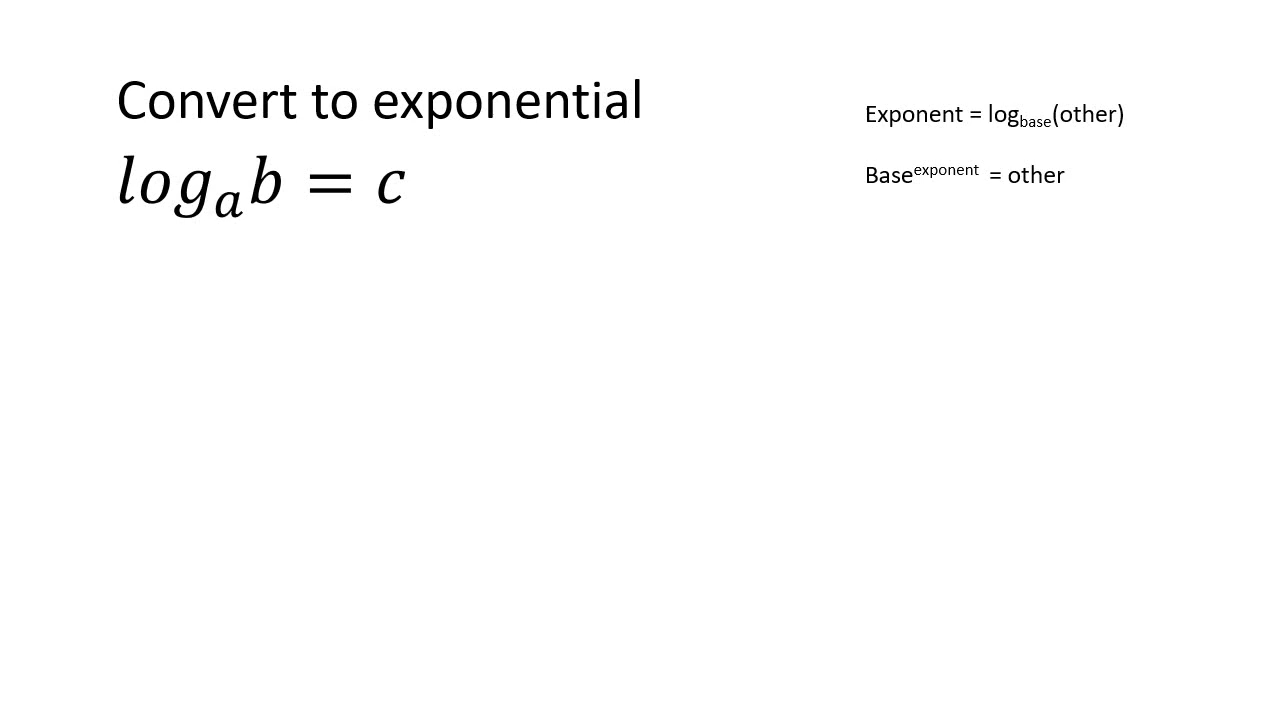 Convert to exponential
log_a b = c
Exponent = log_base(other)
Base^exponent = other